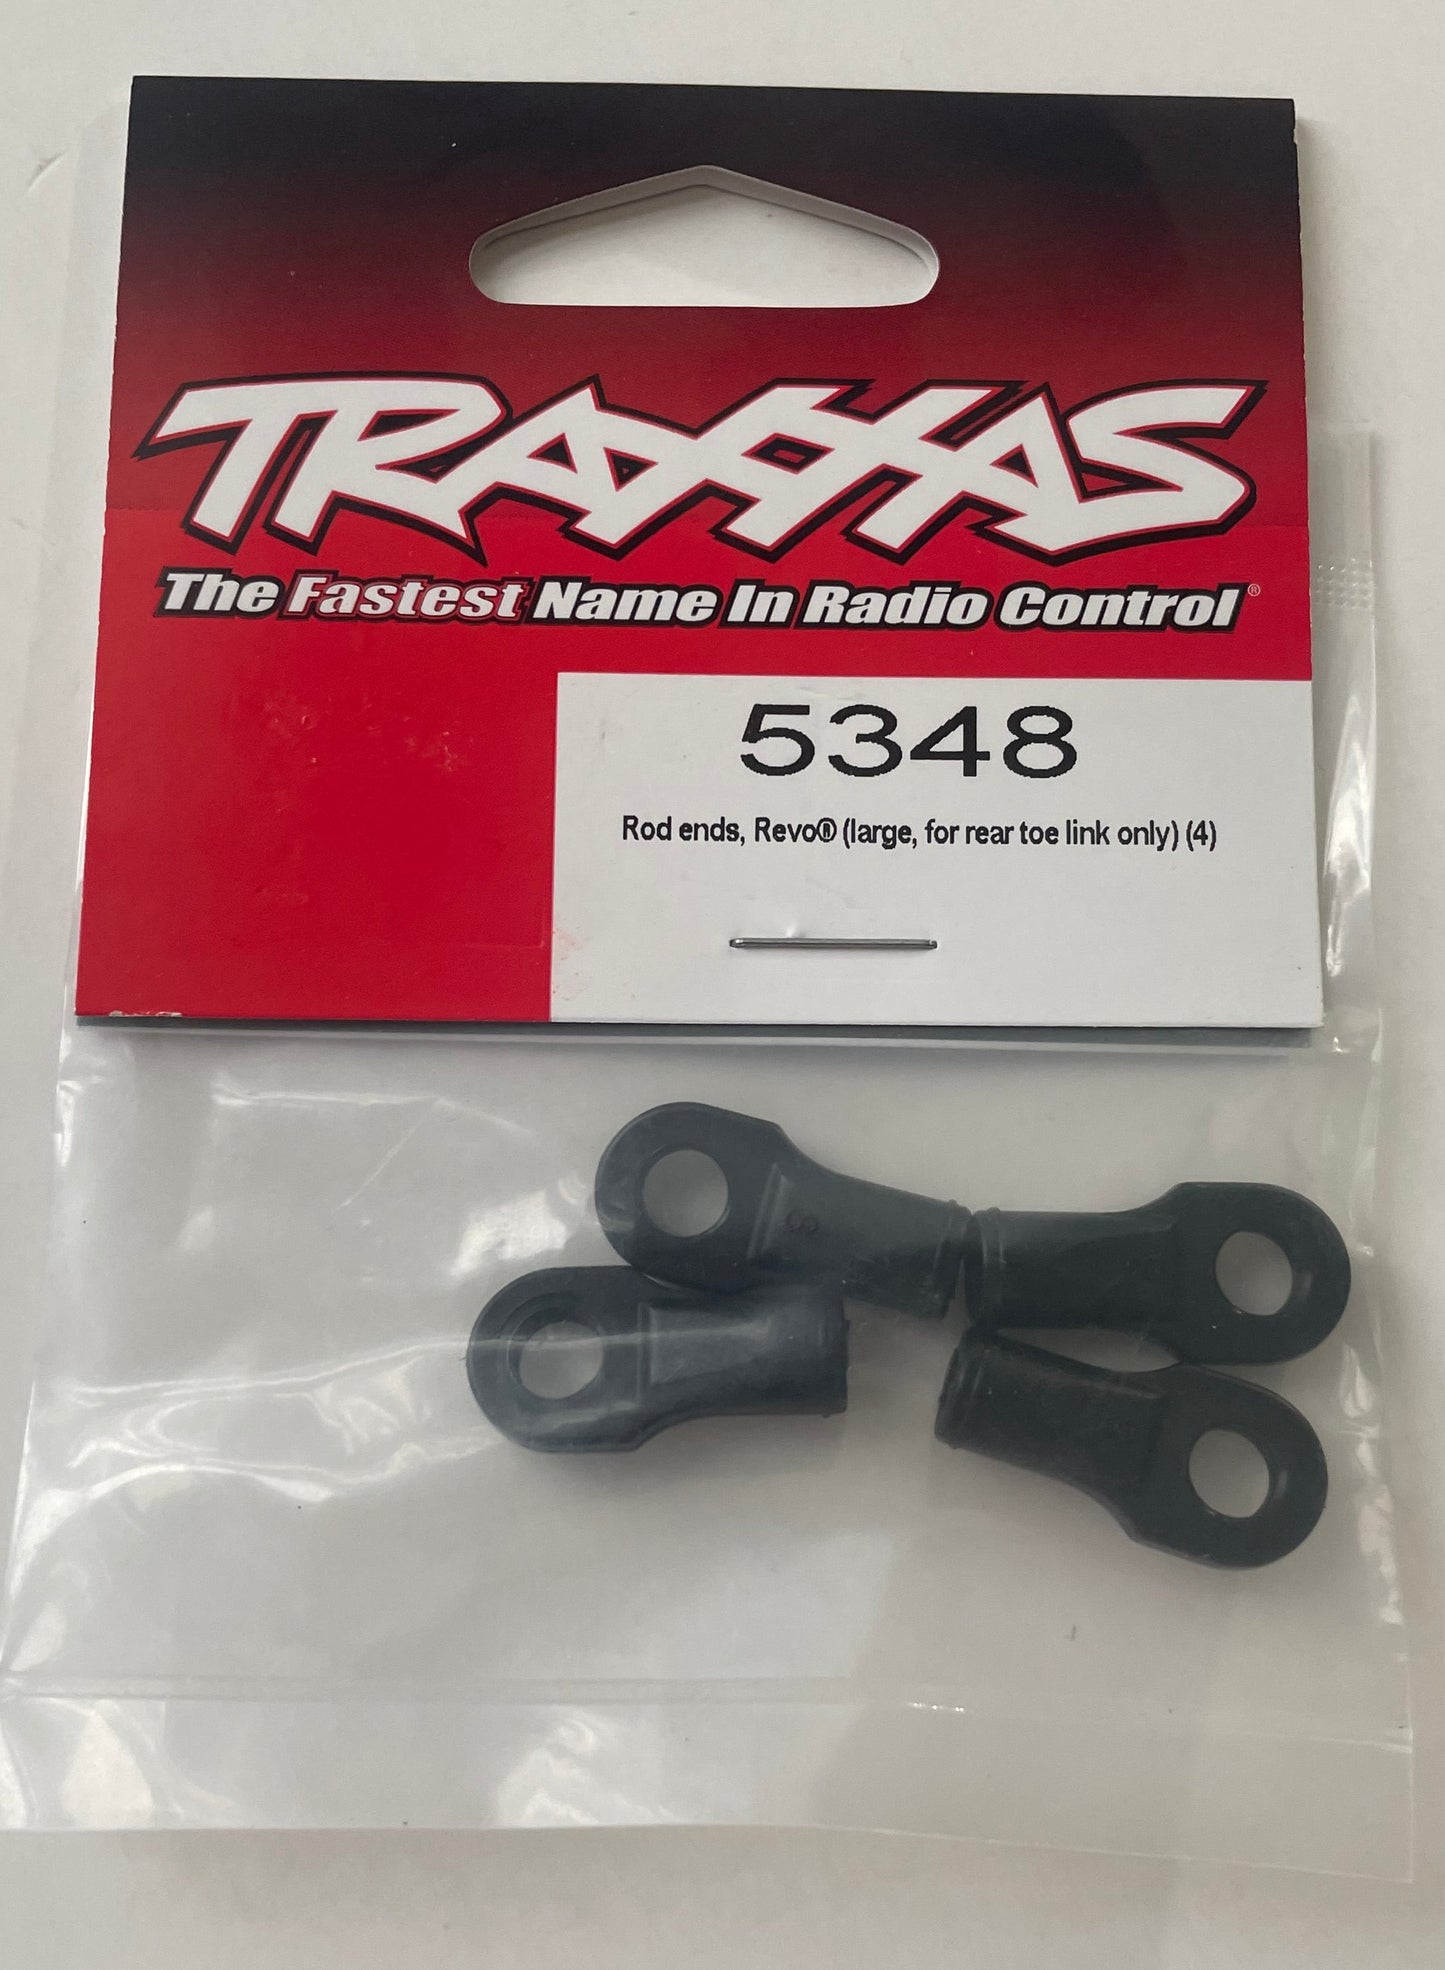 TRAXXAS
The Fastest Name In Radio Control®
5348
Rod ends, Revo® (large, for rear toe link only) (4)